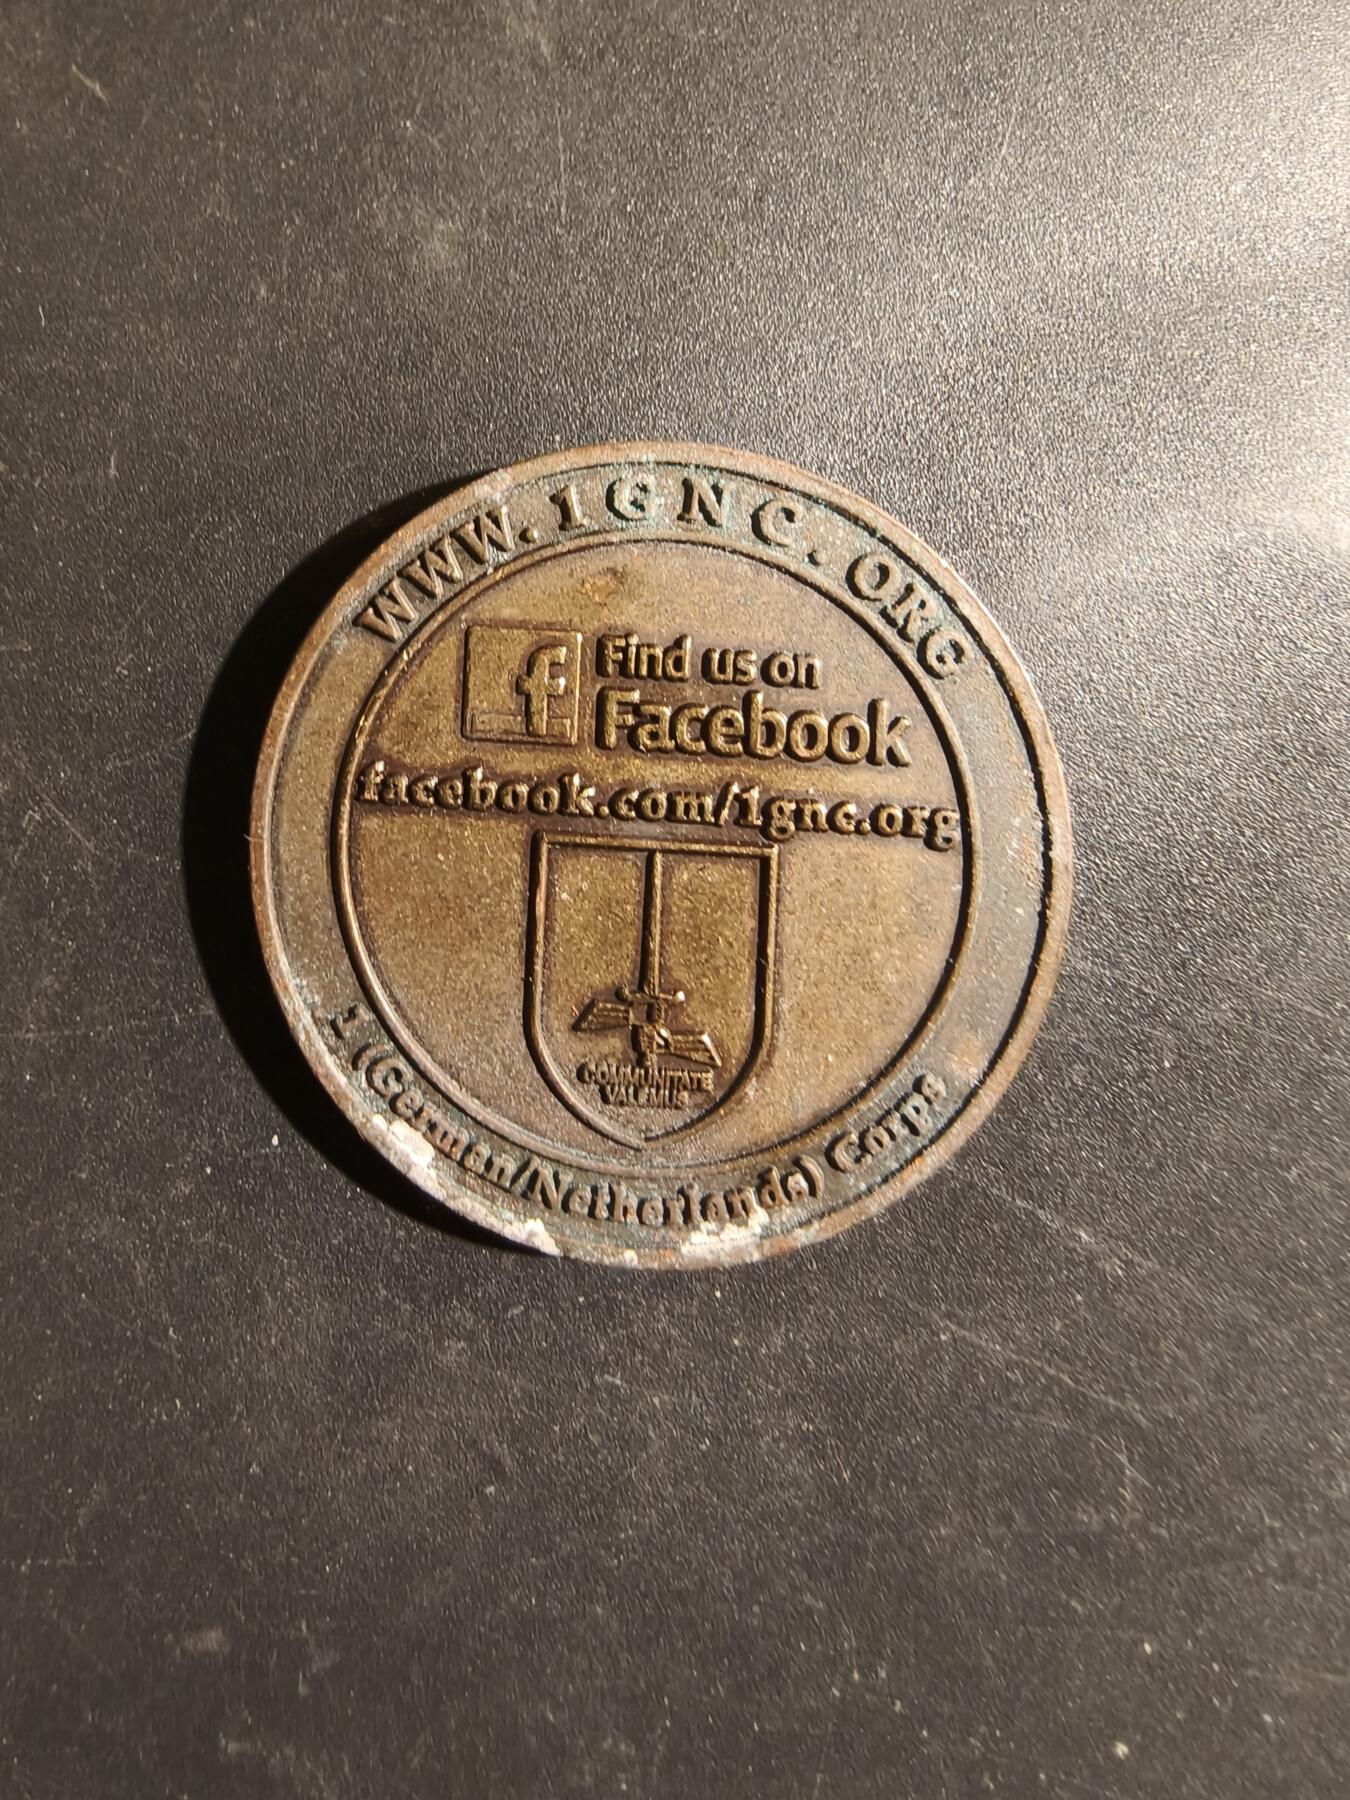 WWW.1GNC.ORG
f
Find us on
Facebook
facebook.com/1gnc.org
COMMUNITATE
VALEMUS
1 (German/Netherlands) Corps